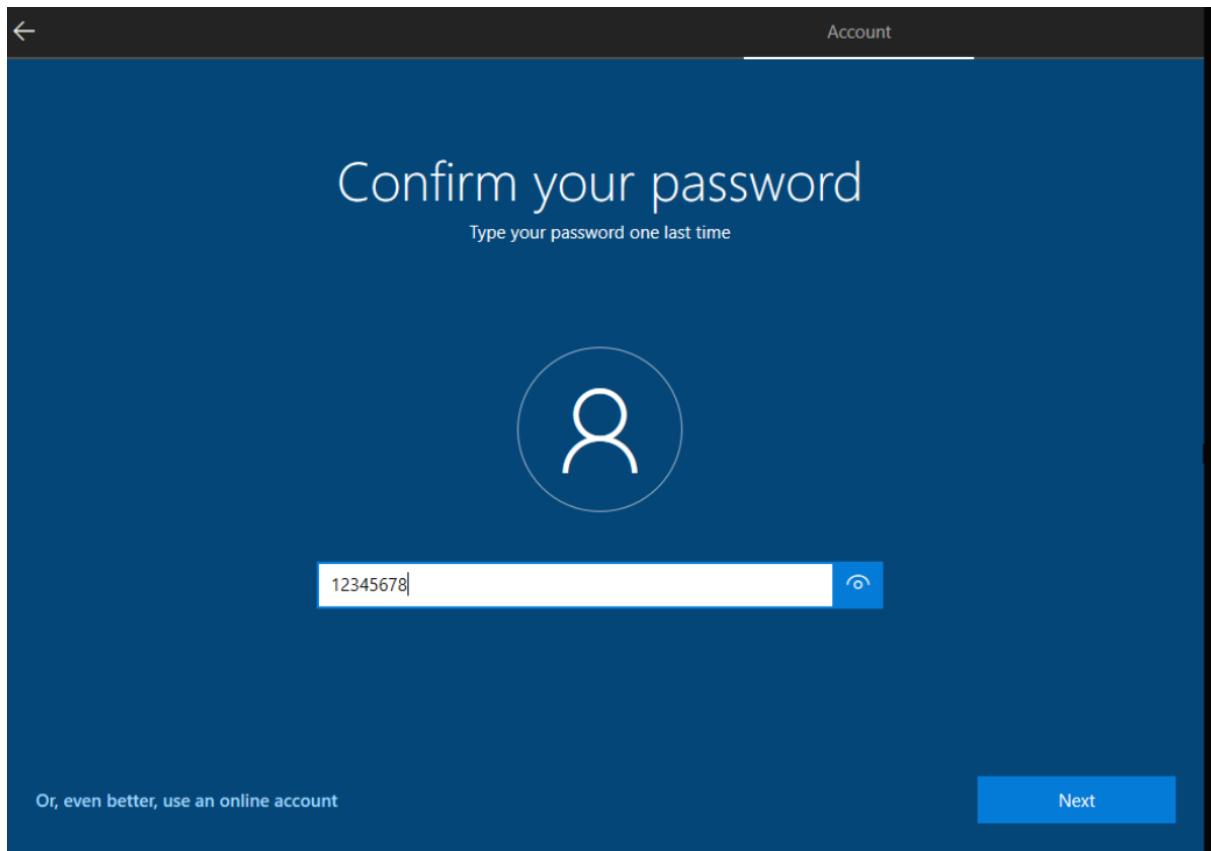 Account
Confirm your password
Type your password one last time
12345678
Or, even better, use an online account
Next